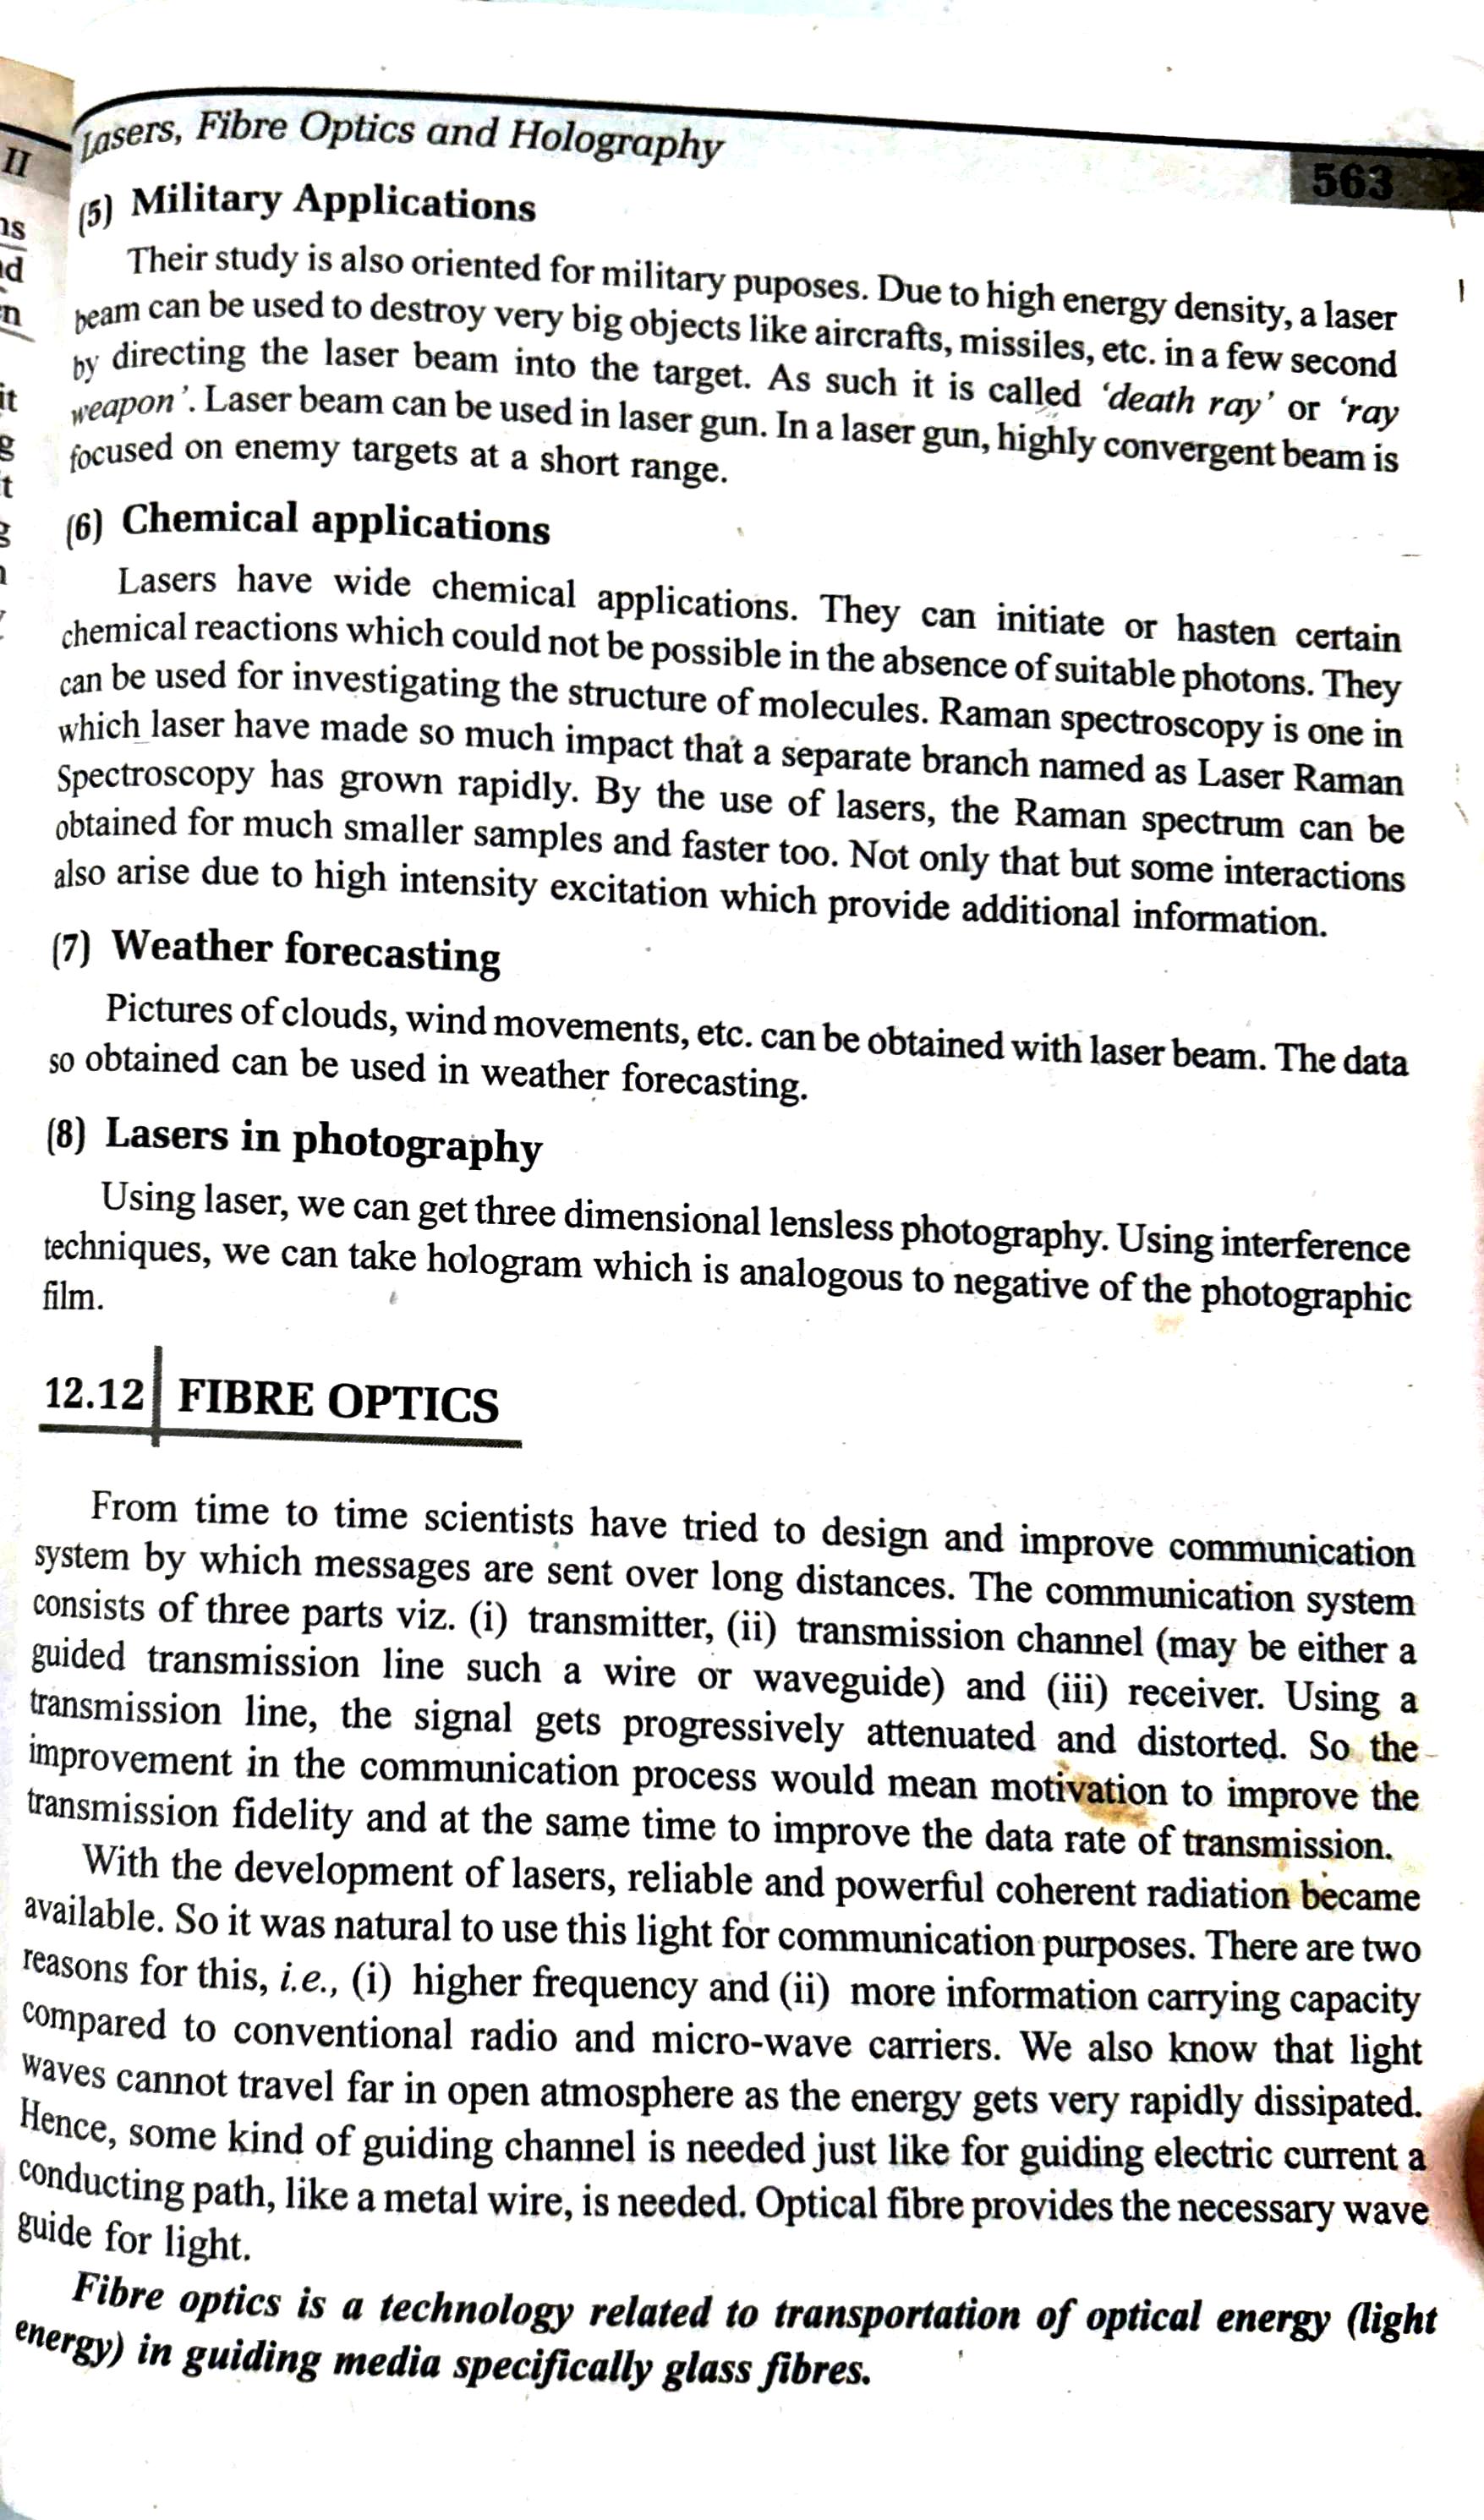 Lasers, Fibre Optics and Holography
563
(5) Military Applications
Their study is also oriented for military puposes. Due to high energy density, a laser
beam can be used to destroy very big objects like aircrafts, missiles, etc. in a few second
by directing the laser beam into the target. As such it is called ‘death ray’ or ‘ray
weapon’. Laser beam can be used in laser gun. In a laser gun, highly convergent beam is
focused on enemy targets at a short range.
(6) Chemical applications
Lasers have wide chemical applications. They can initiate or hasten certain
chemical reactions which could not be possible in the absence of suitable photons. They
can be used for investigating the structure of molecules. Raman spectroscopy is one in
which laser have made so much impact that a separate branch named as Laser Raman
Spectroscopy has grown rapidly. By the use of lasers, the Raman spectrum can be
obtained for much smaller samples and faster too. Not only that but some interactions
also arise due to high intensity excitation which provide additional information.
(7) Weather forecasting
Pictures of clouds, wind movements, etc. can be obtained with laser beam. The data
so obtained can be used in weather forecasting.
(8) Lasers in photography
Using laser, we can get three dimensional lensless photography. Using interference
techniques, we can take hologram which is analogous to negative of the photographic
film.
12.12 FIBRE OPTICS
From time to time scientists have tried to design and improve communication
system by which messages are sent over long distances. The communication system
consists of three parts viz. (i) transmitter, (ii) transmission channel (may be either a
guided transmission line such a wire or waveguide) and (iii) receiver. Using a
transmission line, the signal gets progressively attenuated and distorted. So the
improvement in the communication process would mean motivation to improve the
transmission fidelity and at the same time to improve the data rate of transmission.
With the development of lasers, reliable and powerful coherent radiation became
available. So it was natural to use this light for communication purposes. There are two
reasons for this, i.e., (i) higher frequency and (ii) more information carrying capacity
compared to conventional radio and micro-wave carriers. We also know that light
waves cannot travel far in open atmosphere as the energy gets very rapidly dissipated.
Hence, some kind of guiding channel is needed just like for guiding electric current a
conducting path, like a metal wire, is needed. Optical fibre provides the necessary wave
guide for light.
Fibre optics is a technology related to transportation of optical energy (light
energy) in guiding media specifically glass fibres.